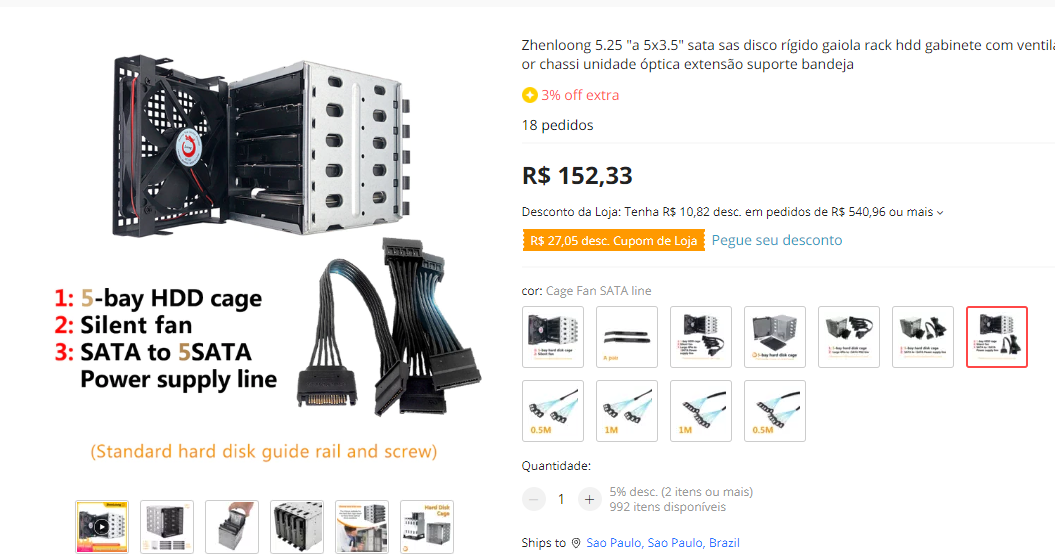 Zhenloong 5.25 "a 5x3.5" sata sas disco rígido gaiola rack hdd gabinete com ventila
or chassi unidade óptica extensão suporte bandeja
3% off extra
18 pedidos
R$ 152,33
Desconto da Loja: Tenha R$ 10,82 desc. em pedidos de R$ 540,96 ou mais
R$ 27,05 desc. Cupom de Loja
Pegue seu desconto
cor: Cage Fan SATA line
1: 5-bay HDD cage
2: Silent fan
3: SATA to 5SATA
Power supply line
(Standard hard disk guide rail and screw)
0.5M
1M
1M
0.5M
Quantidade:
1
5% desc. (2 itens ou mais)
992 itens disponíveis
Ships to Sao Paulo, Sao Paulo, Brazil
Hard Disk
Cage